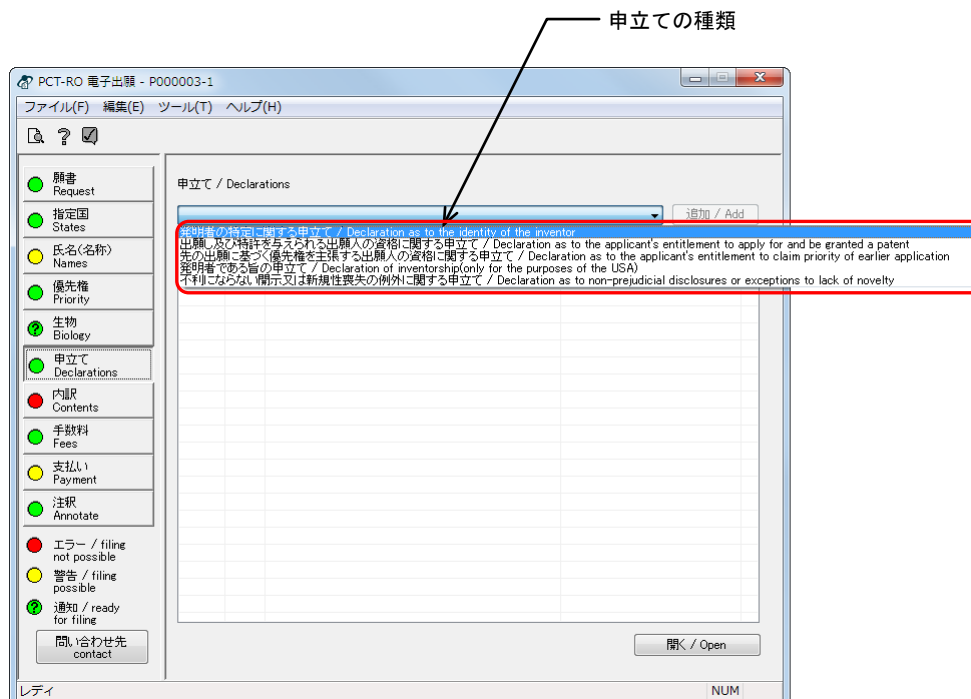 申立ての種類
PCT-RO 電子出願 - P000003-1
ファイル(F) 編集(E) ツール(T) ヘルプ(H)
願書
Request
指定国
States
氏名(名称)
Names
優先権
Priority
生物
Biology
申立て
Declarations
内訳
Contents
手数料
Fees
支払い
Payment
注釈
Annotate
エラー / filing
not possible
警告 / filing
possible
通知 / ready
for filing
問い合わせ先
contact
申立て / Declarations
追加 / Add
発明者の特定に関する申立て / Declaration as to the identity of the inventor
出願し及び特許を与えられる出願人の資格に関する申立て / Declaration as to the applicant's entitlement to apply for and be granted a patent
先の出願に基づく優先権を主張する出願人の資格に関する申立て / Declaration as to the applicant's entitlement to claim priority of earlier application
発明者である旨の申立て / Declaration of inventorship(only for the purposes of the USA)
不利にならない開示又は新規性喪失の例外に関する申立て / Declaration as to non-prejudicial disclosures or exceptions to lack of novelty
開く / Open
レディ
NUM